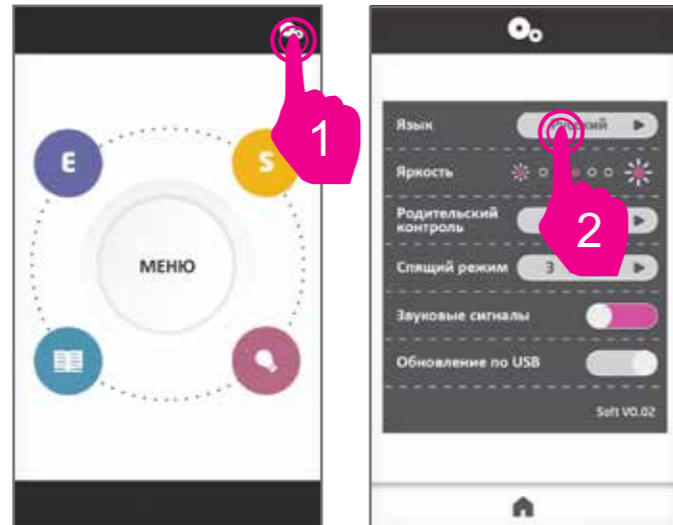 1
E
S
МЕНЮ
Язык
Яркость
2
Родительский
контроль
Спящий режим 3
Звуковые сигналы
Обновление по USB
Soft V0.02